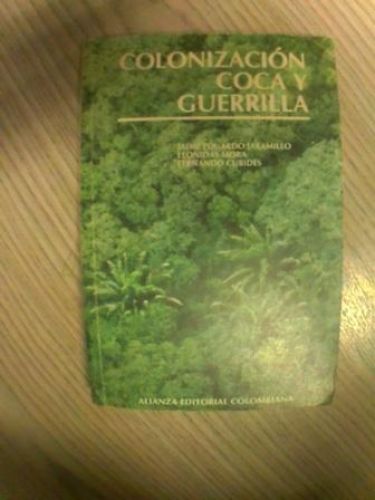 COLONIZACIÓN
COCA Y
GUERRILLA
JAIME EDUARDO JARAMILLO
LEONIDAS MORA
FERNANDO CUBIDES
ALIANZA EDITORIAL COLOMBIANA